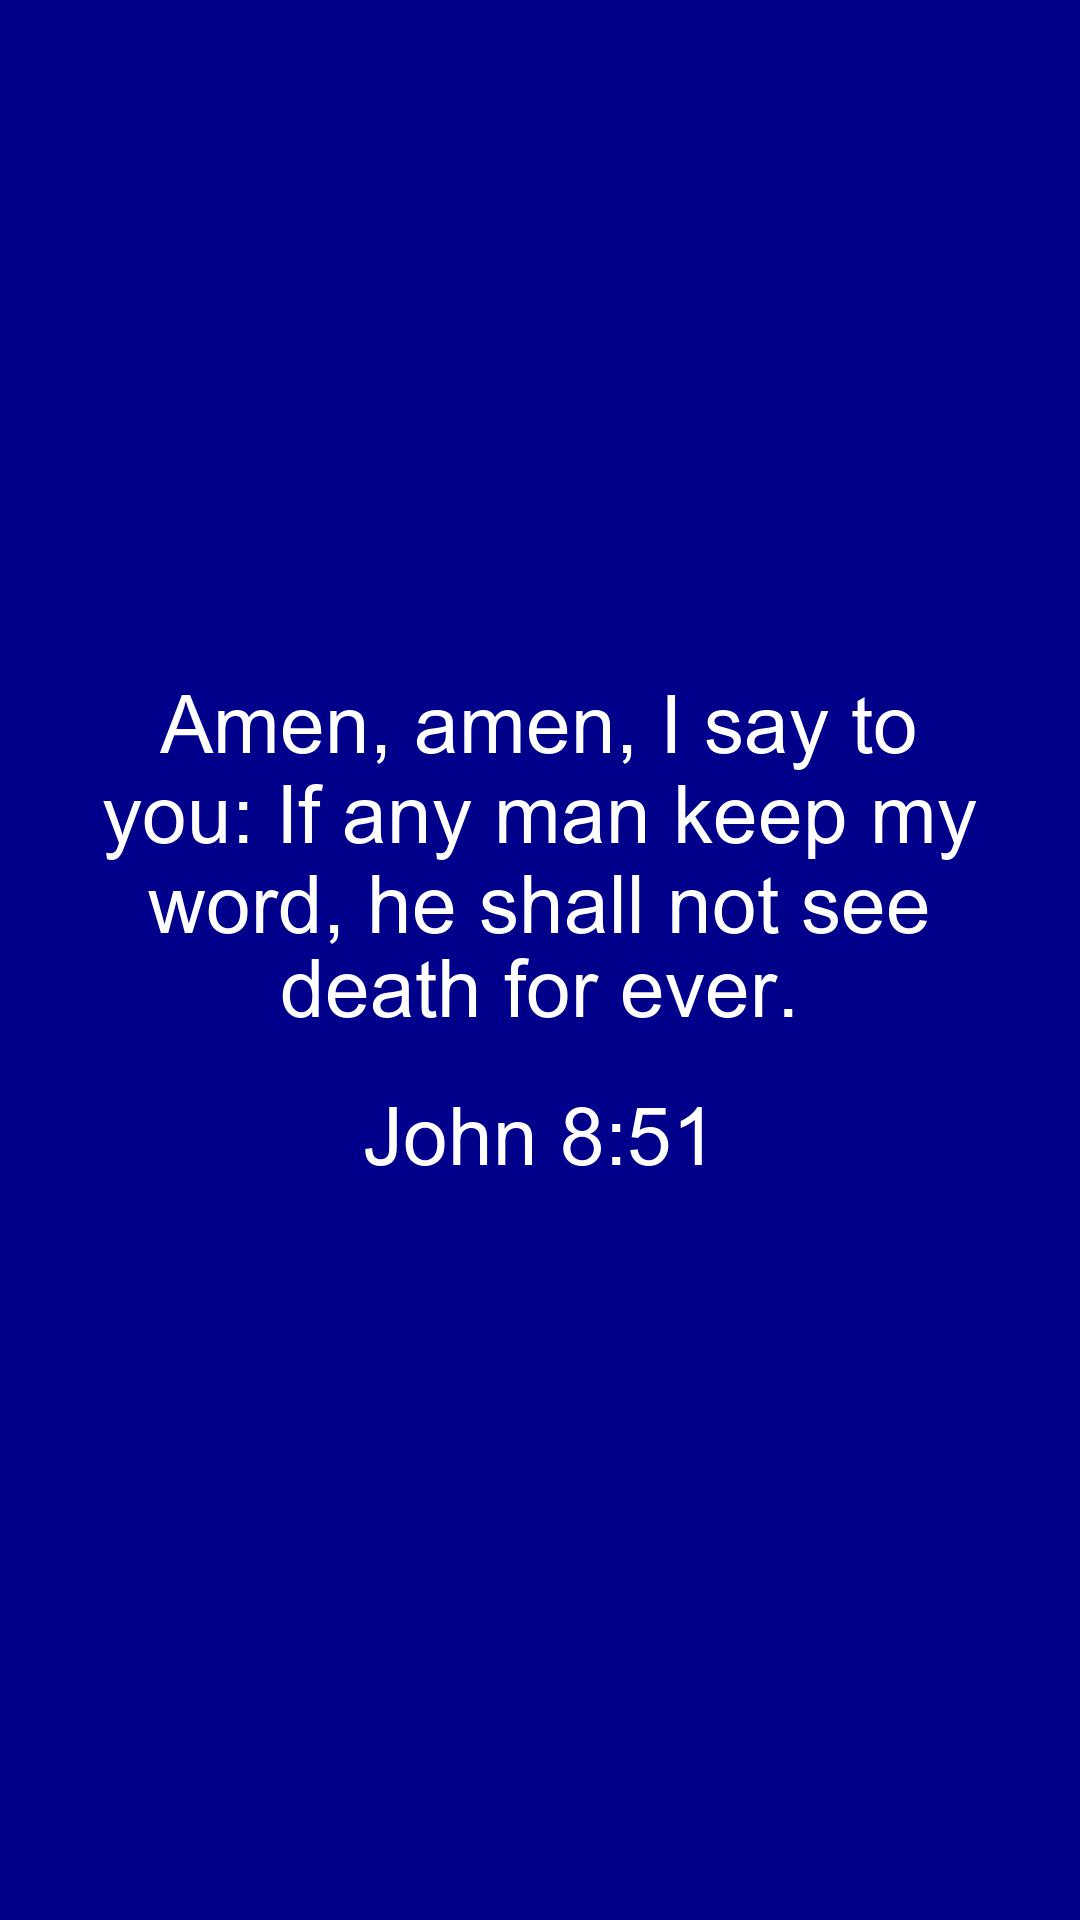 Amen, amen, I say to
you: If any man keep my
word, he shall not see
death for ever.
John 8:51